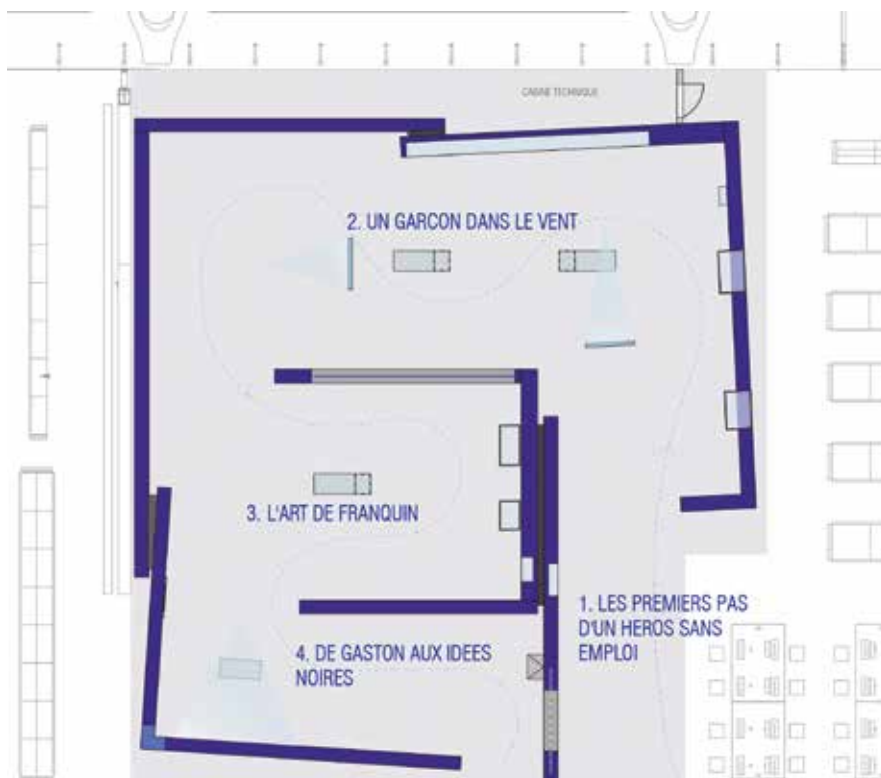 CABINE TECHNIQUE
2. UN GARCON DANS LE VENT
3. L'ART DE FRANQUIN
1. LES PREMIERS PAS
D'UN HEROS SANS
EMPLOI
4. DE GASTON AUX IDEES
NOIRES